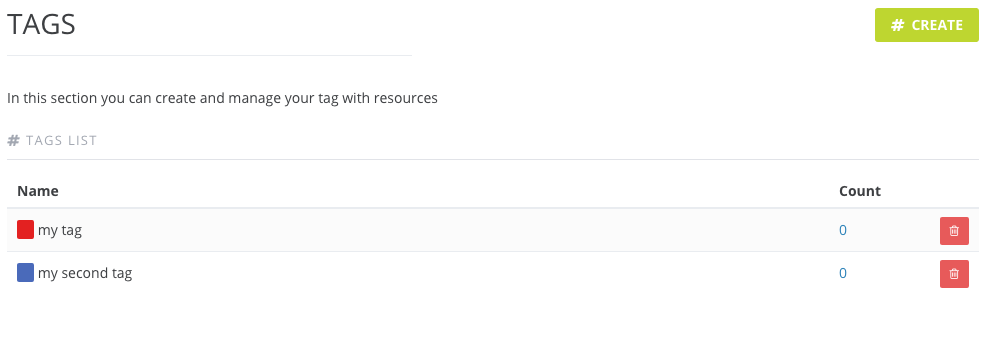 TAGS
# CREATE
In this section you can create and manage your tag with resources
# TAGS LIST
Name Count
my tag 0
my second tag 0